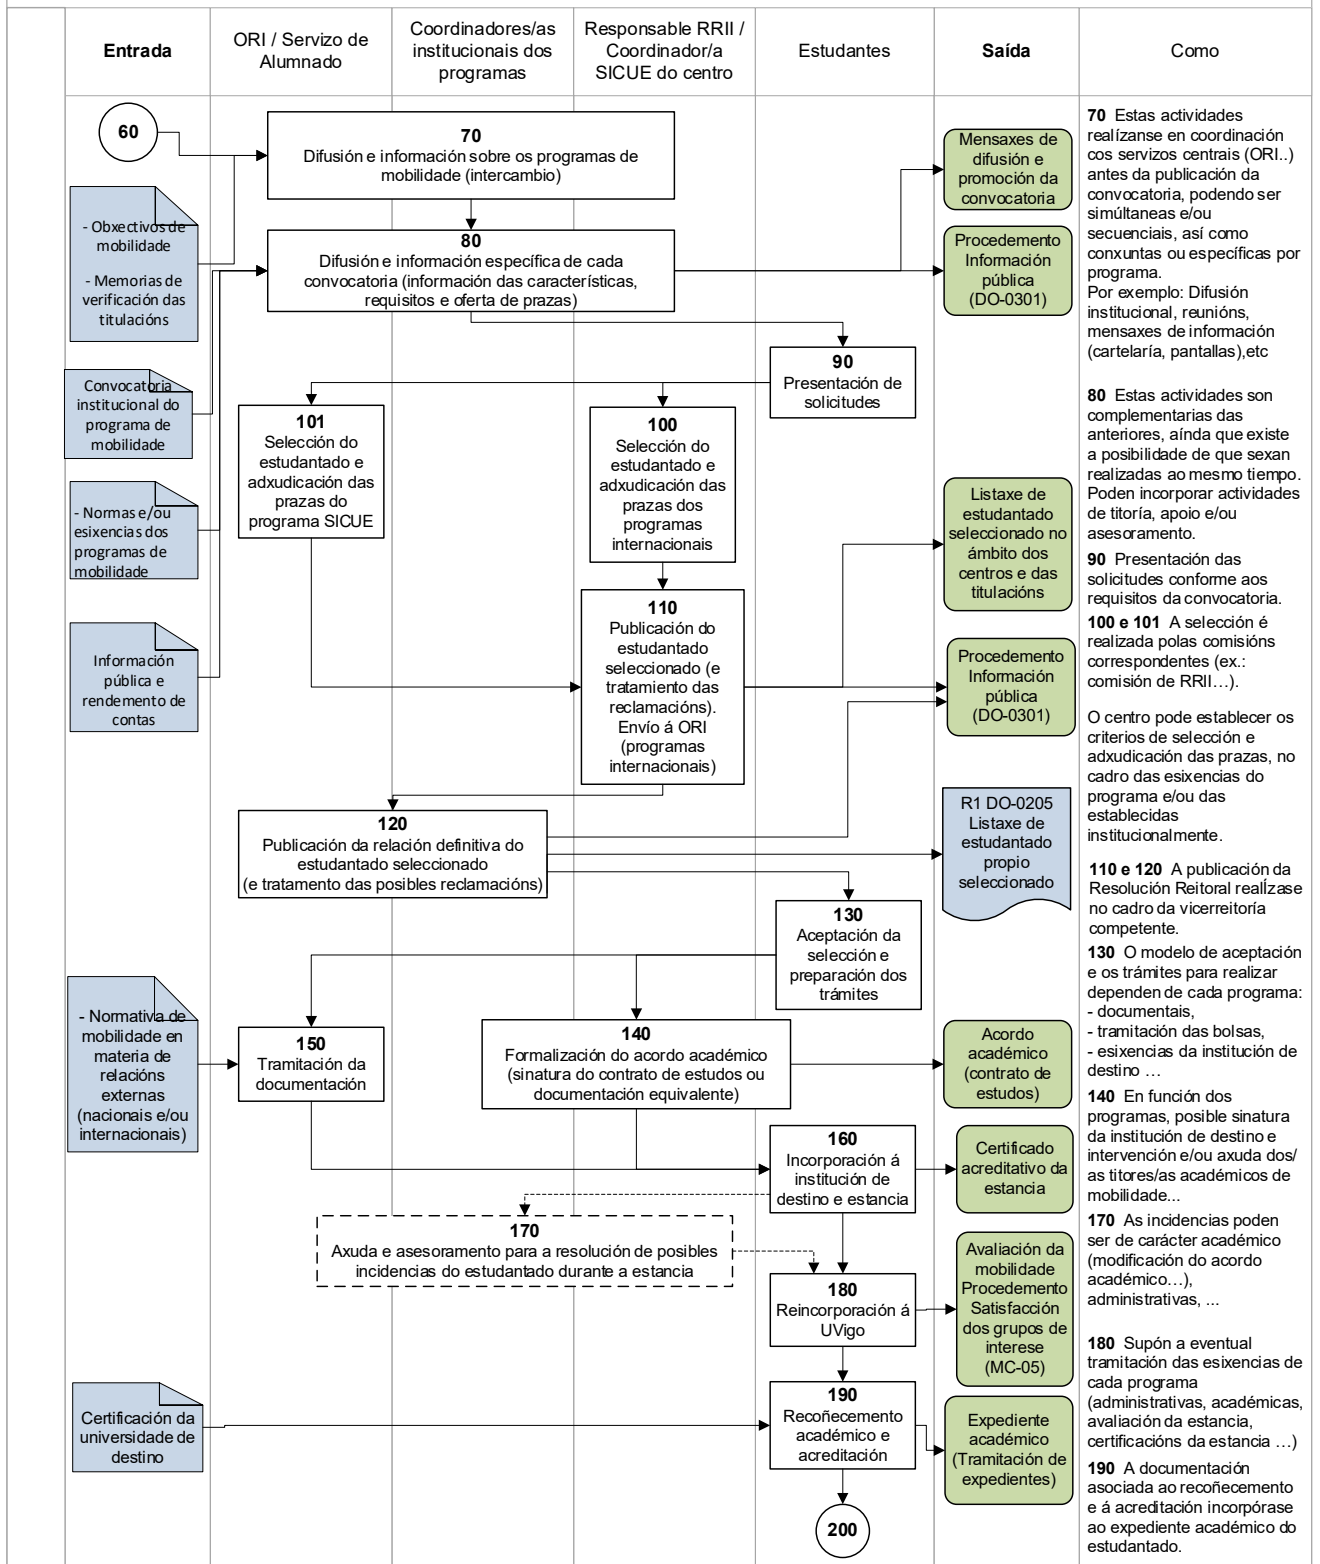 Entrada
ORI / Servizo de
Alumnado
Coordinadores/as
institucionais dos
programas
Responsable RRII /
Coordinador/a
SICUE do centro
Estudantes
Saída
Como
60
70
Difusión e información sobre os programas de
mobilidade (intercambio)
- Obxectivos de
mobilidade
- Memorias de
verificación das
titulacións
80
Difusión e información específica de cada
convocatoria (información das características,
requisitos e oferta de prazas)
Mensaxes de
difusión e
promoción da
convocatoria
Procedemento
Información
pública
(DO-0301)
Convocatoria
institucional do
programa de
mobilidade
90
Presentación de
solicitudes
101
Selección do
estudantado e
adxudicación das
prazas do
programa SICUE
100
Selección do
estudantado e
adxudicación das
prazas dos
programas
internacionais
- Normas e/ou
esixencias dos
programas de
mobilidade
Listaxe de
estudantado
seleccionado no
ámbito dos
centros e das
titulacións
Información
pública e
rendemento de
contas
110
Publicación do
estudantado
seleccionado (e
tratamiento das
reclamacións).
Envío á ORI
(programas
internacionais)
Procedemento
Información
pública
(DO-0301)
120
Publicación da relación definitiva do
estudantado seleccionado
(e tratamento das posibles reclamacións)
R1 DO-0205
Listaxe de
estudantado
propio
seleccionado
130
Aceptación da
selección e
preparación dos
trámites
- Normativa de
mobilidade en
materia de
relacións
externas
(nacionais e/ou
internacionais)
150
Tramitación da
documentación
140
Formalización do acordo académico
(sinatura do contrato de estudos ou
documentación equivalente)
Acordo
académico
(contrato de
estudos)
160
Incorporación á
institución de
destino e estancia
Certificado
acreditativo da
estancia
170
Axuda e asesoramento para a resolución de posibles
incidencias do estudantado durante a estancia
180
Reincorporación á
UVigo
Avaliación da
mobilidade
Procedemento
Satisfacción
dos grupos de
interese
(MC-05)
Certificación da
universidade de
destino
190
Recoñecemento
académico e
acreditación
Expediente
académico
(Tramitación de
expedientes)
200
70 Estas actividades
realízanse en coordinación
cos servizos centrais (ORI..)
antes da publicación da
convocatoria, podendo ser
simúltaneas e/ou
secuenciais, así como
conxuntas ou específicas por
programa.
Por exemplo: Difusión
institucional, reunións,
mensaxes de información
(cartelaría, pantallas),etc
80 Estas actividades son
complementarias das
anteriores, aínda que existe
a posibilidade de que sexan
realizadas ao mesmo tiempo.
Poden incorporar actividades
de titoría, apoio e/ou
asesoramento.
90 Presentación das
solicitudes conforme aos
requisitos da convocatoria.
100 e 101 A selección é
realizada polas comisións
correspondentes (ex.:
comisión de RRII…).
O centro pode establecer os
criterios de selección e
adxudicación das prazas, no
cadro das esixencias do
programa e/ou das
establecidas
institucionalmente.
110 e 120 A publicación da
Resolución Reitoral realÍzase
no cadro da vicerreitoría
competente.
130 O modelo de aceptación
e os trámites para realizar
dependen de cada programa:
- documentais,
- tramitación das bolsas,
- esixencias da institución de
destino …
140 En función dos
programas, posible sinatura
da institución de destino e
intervención e/ou axuda dos/
as titores/as académicos de
mobilidade...
170 As incidencias poden
ser de carácter académico
(modificación do acordo
académico…),
administrativas, ...
180 Supón a eventual
tramitación das esixencias de
cada programa
(administrativas, académicas,
avaliación da estancia,
certificacións da estancia …)
190 A documentación
asociada ao recoñecemento
e á acreditación incorpórase
ao expediente académico do
estudantado.